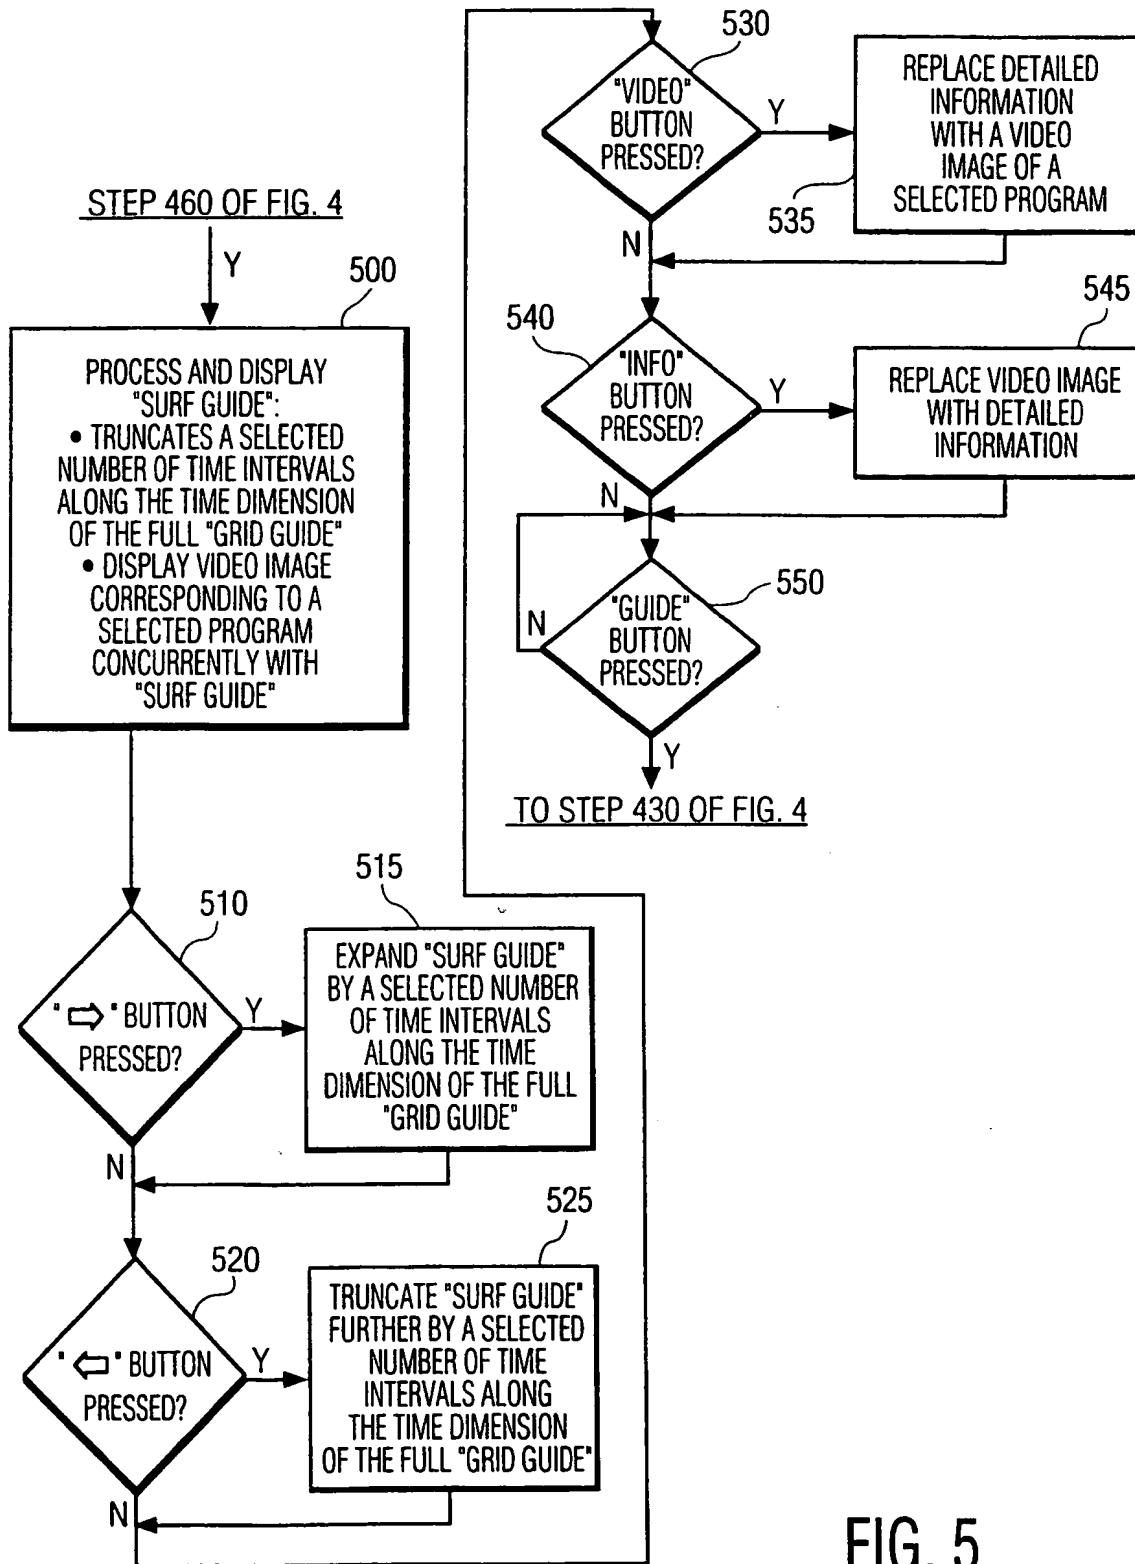 STEP 460 OF FIG. 4
Y
500
PROCESS AND DISPLAY
"SURF GUIDE":
• TRUNCATES A SELECTED
NUMBER OF TIME INTERVALS
ALONG THE TIME DIMENSION
OF THE FULL "GRID GUIDE"
• DISPLAY VIDEO IMAGE
CORRESPONDING TO A
SELECTED PROGRAM
CONCURRENTLY WITH
"SURF GUIDE"
510
"⇨" BUTTON
PRESSED?
Y
N
515
EXPAND "SURF GUIDE"
BY A SELECTED NUMBER
OF TIME INTERVALS
ALONG THE TIME
DIMENSION OF THE FULL
"GRID GUIDE"
520
"⇦" BUTTON
PRESSED?
Y
N
525
TRUNCATE "SURF GUIDE"
FURTHER BY A SELECTED
NUMBER OF TIME
INTERVALS ALONG
THE TIME DIMENSION
OF THE FULL "GRID GUIDE"
530
"VIDEO"
BUTTON
PRESSED?
Y
N
535
REPLACE DETAILED
INFORMATION
WITH A VIDEO
IMAGE OF A
SELECTED PROGRAM
540
"INFO"
BUTTON
PRESSED?
Y
N
545
REPLACE VIDEO IMAGE
WITH DETAILED
INFORMATION
550
"GUIDE"
BUTTON
PRESSED?
N
Y
TO STEP 430 OF FIG. 4
FIG. 5